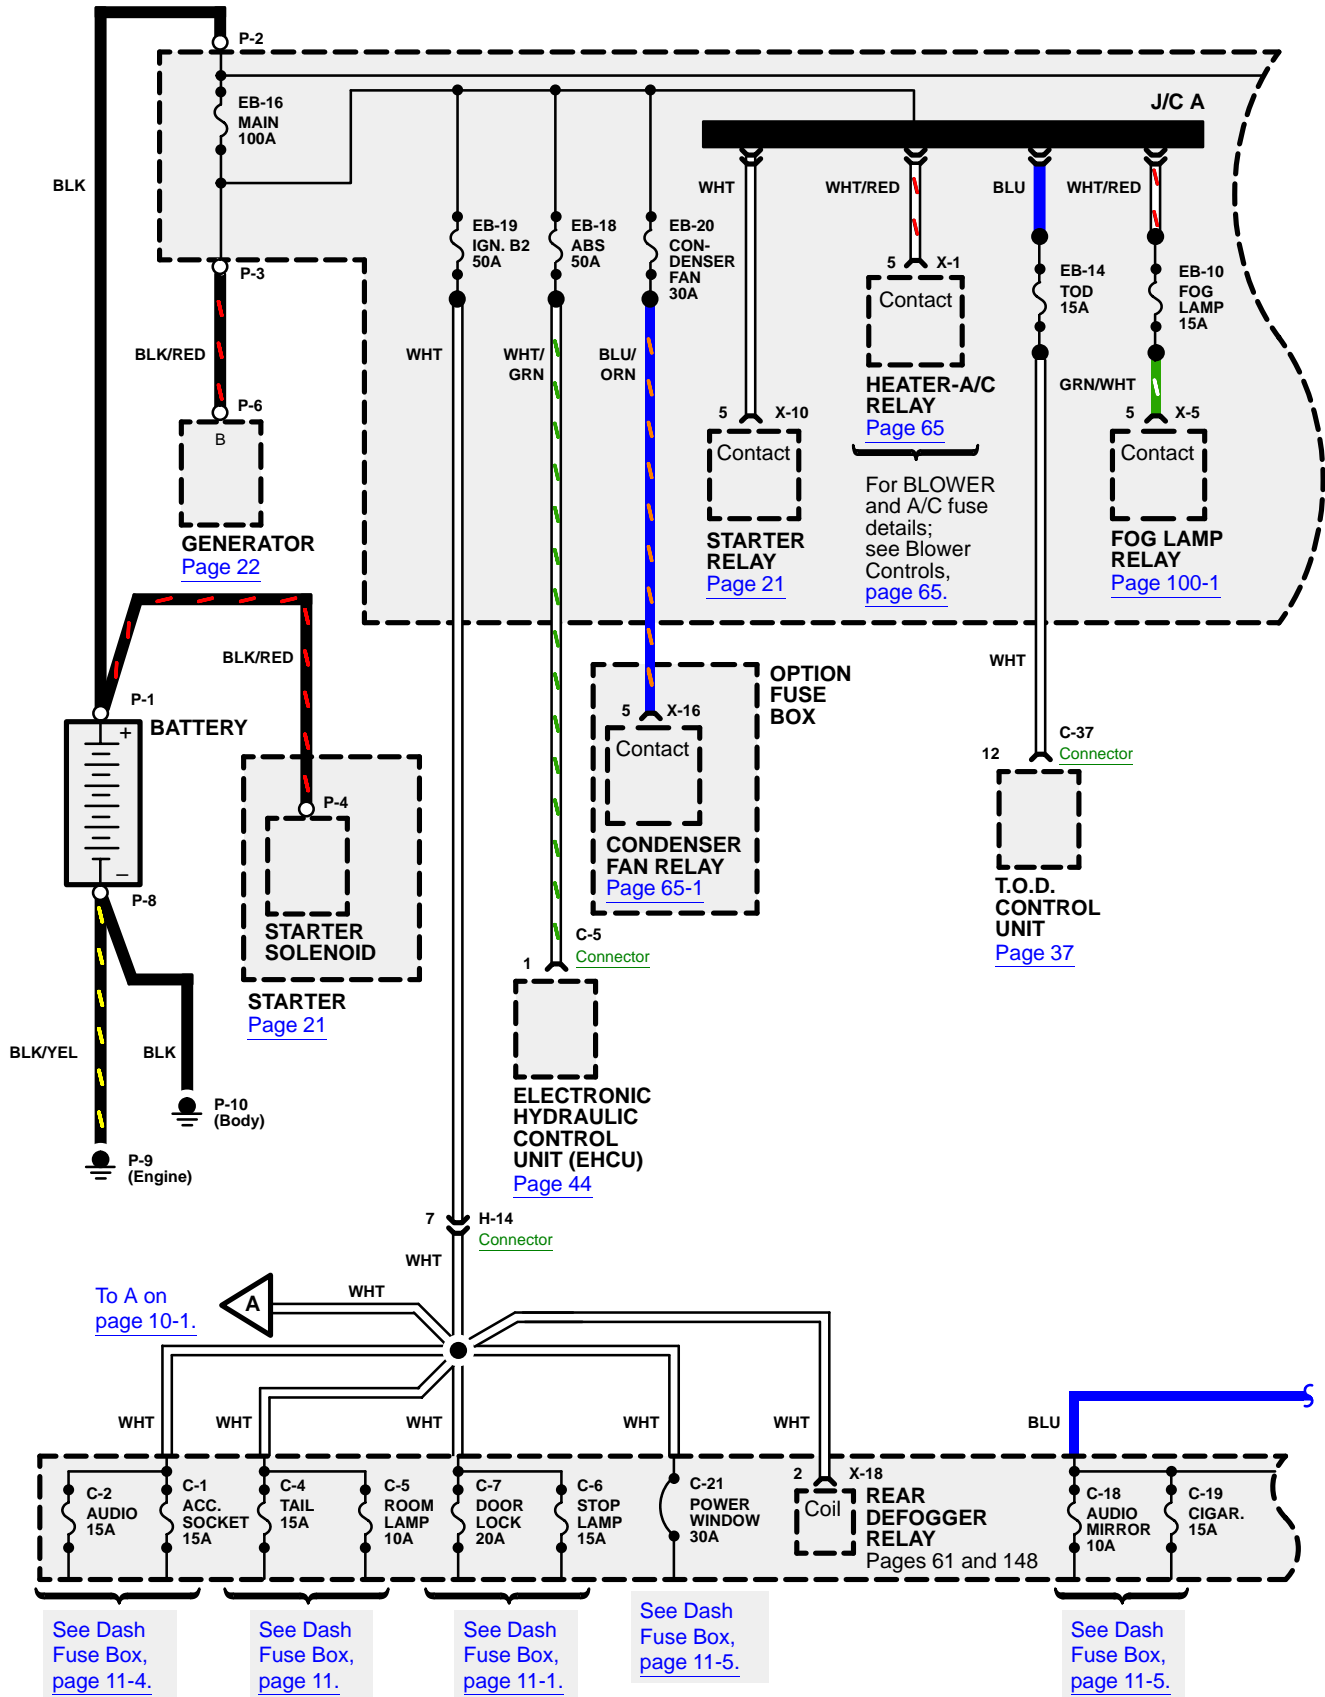 P-2
EB-16
MAIN
100A
J/C A
BLK
WHT
WHT/RED
BLU
WHT/RED
EB-19
IGN. B2
50A
EB-18
ABS
50A
EB-20
CON-
DENSER
FAN
30A
5 X-1
Contact
EB-14
TOD
15A
EB-10
FOG
LAMP
15A
P-3
BLK/RED
WHT
WHT/
GRN
BLU/
ORN
HEATER-A/C
RELAY
Page 65
GRN/WHT
P-6
B
5 X-10
Contact
5 X-5
Contact
For BLOWER
and A/C fuse
details;
see Blower
Controls,
page 65.
GENERATOR
Page 22
STARTER
RELAY
Page 21
FOG LAMP
RELAY
Page 100-1
BLK/RED
WHT
P-1
BATTERY
+
–
OPTION
FUSE
BOX
5 X-16
Contact
C-37
Connector
12
P-4
CONDENSER
FAN RELAY
Page 65-1
P-8
STARTER
SOLENOID
T.O.D.
CONTROL
UNIT
Page 37
C-5
Connector
1
STARTER
Page 21
BLK/YEL
BLK
P-10
(Body)
P-9
(Engine)
ELECTRONIC
HYDRAULIC
CONTROL
UNIT (EHCU)
Page 44
7 H-14
Connector
WHT
To A on
page 10-1.
A
WHT
WHT
WHT
WHT
WHT
WHT
BLU
C-2
AUDIO
15A
C-1
ACC.
SOCKET
15A
C-4
TAIL
15A
C-5
ROOM
LAMP
10A
C-7
DOOR
LOCK
20A
C-6
STOP
LAMP
15A
C-21
POWER
WINDOW
30A
2 X-18
Coil
REAR
DEFOGGER
RELAY
Pages 61 and 148
C-18
AUDIO
MIRROR
10A
C-19
CIGAR.
15A
See Dash
Fuse Box,
page 11-4.
See Dash
Fuse Box,
page 11.
See Dash
Fuse Box,
page 11-1.
See Dash
Fuse Box,
page 11-5.
See Dash
Fuse Box,
page 11-5.